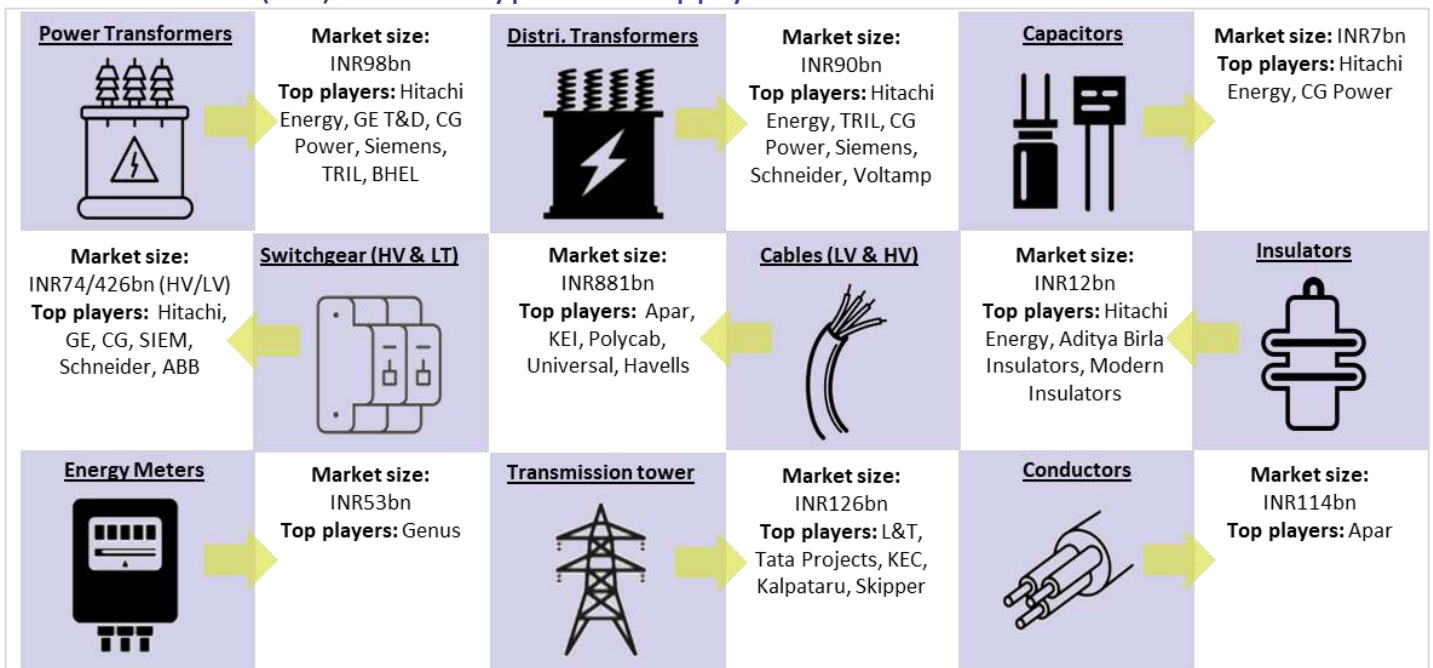 Power Transformers
Market size:
INR98bn
Top players: Hitachi
Energy, GE T&D, CG
Power, Siemens,
TRIL, BHEL
Distri. Transformers
Market size:
INR90bn
Top players: Hitachi
Energy, TRIL, CG
Power, Siemens,
Schneider, Voltamp
Capacitors
Market size: INR7bn
Top players: Hitachi
Energy, CG Power
Market size:
INR74/426bn (HV/LV)
Top players: Hitachi,
GE, CG, SIEM,
Schneider, ABB
Switchgear (HV & LT)
Market size:
INR881bn
Top players: Apar,
KEI, Polycab,
Universal, Havells
Cables (LV & HV)
Market size:
INR12bn
Top players: Hitachi
Energy, Aditya Birla
Insulators, Modern
Insulators
Insulators
Energy Meters
Market size:
INR53bn
Top players: Genus
Transmission tower
Market size:
INR126bn
Top players: L&T,
Tata Projects, KEC,
Kalpataru, Skipper
Conductors
Market size:
INR114bn
Top players: Apar